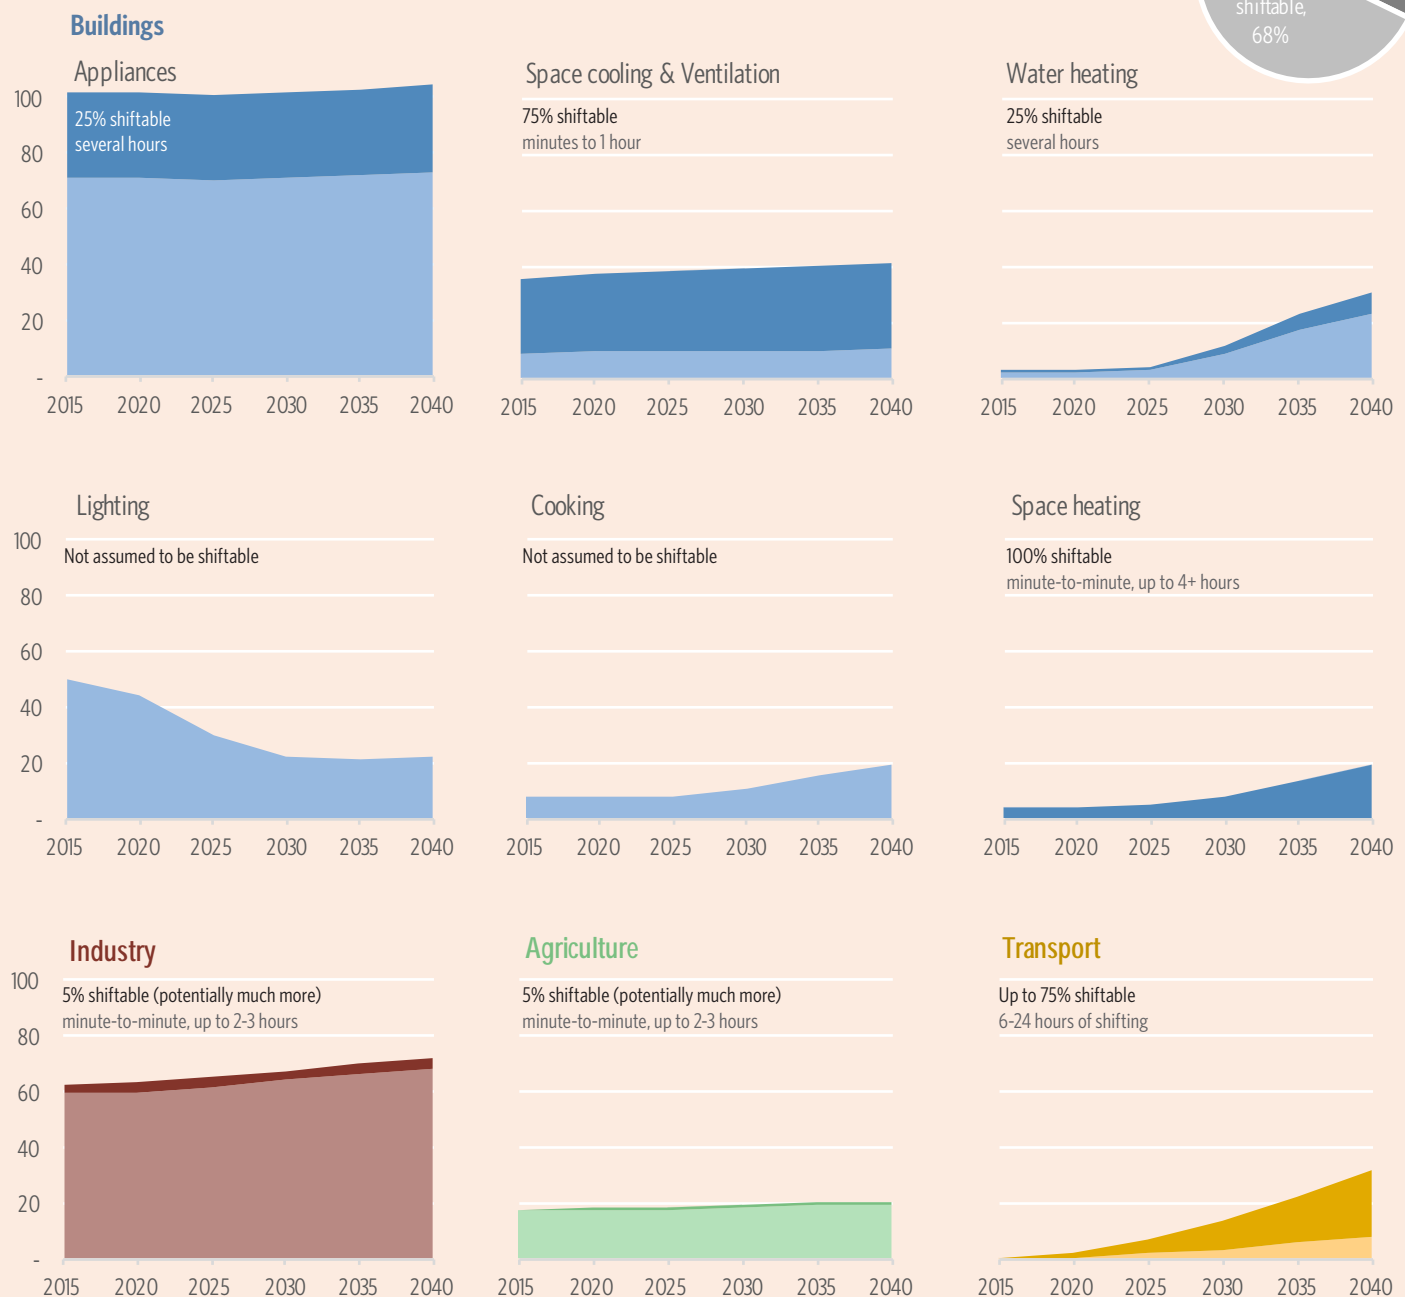 shiftable,
68%
Buildings
Appliances
Space cooling & Ventilation
Water heating
100
80
60
40
20
-
25% shiftable
several hours
75% shiftable
minutes to 1 hour
25% shiftable
several hours
2015 2020 2025 2030 2035 2040
2015 2020 2025 2030 2035 2040
2015 2020 2025 2030 2035 2040
Lighting
Cooking
Space heating
100
80
60
40
20
-
Not assumed to be shiftable
Not assumed to be shiftable
100% shiftable
minute-to-minute, up to 4+ hours
2015 2020 2025 2030 2035 2040
2015 2020 2025 2030 2035 2040
2015 2020 2025 2030 2035 2040
Industry
Agriculture
Transport
100
80
60
40
20
-
5% shiftable (potentially much more)
minute-to-minute, up to 2-3 hours
5% shiftable (potentially much more)
minute-to-minute, up to 2-3 hours
Up to 75% shiftable
6-24 hours of shifting
2015 2020 2025 2030 2035 2040
2015 2020 2025 2030 2035 2040
2015 2020 2025 2030 2035 2040